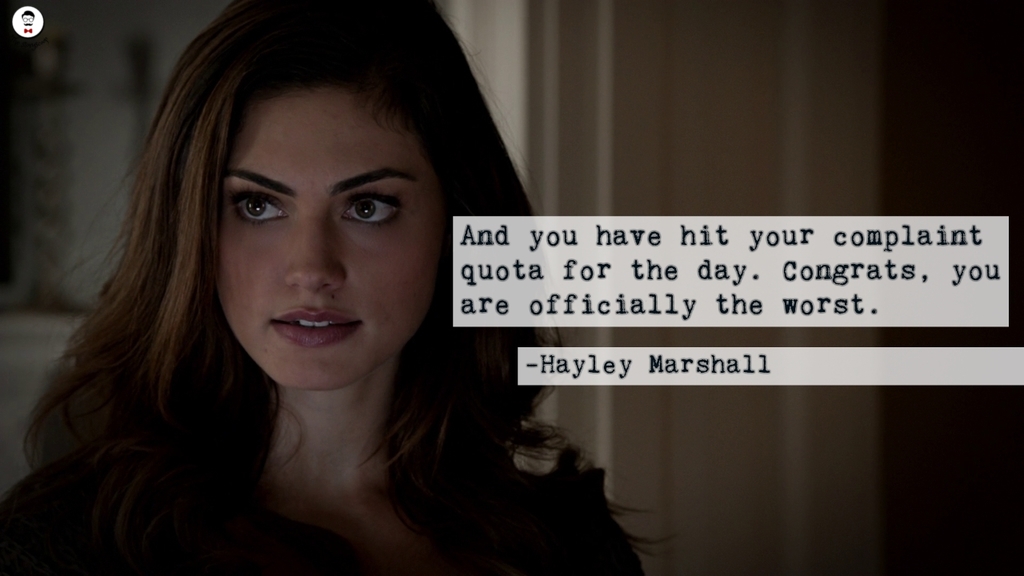 And you have hit your complaint
quota for the day. Congrats, you
are officially the worst.
-Hayley Marshall